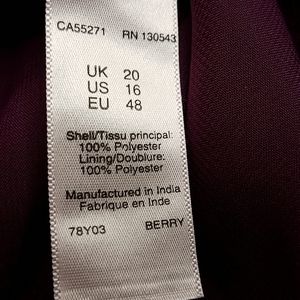 CA55271 RN 130543
UK 20
US 16
EU 48
Shell/Tissu principal:
100% Polyester
Lining/Doublure:
100% Polyester
Manufactured in India
Fabrique en Inde
78Y03 BERRY